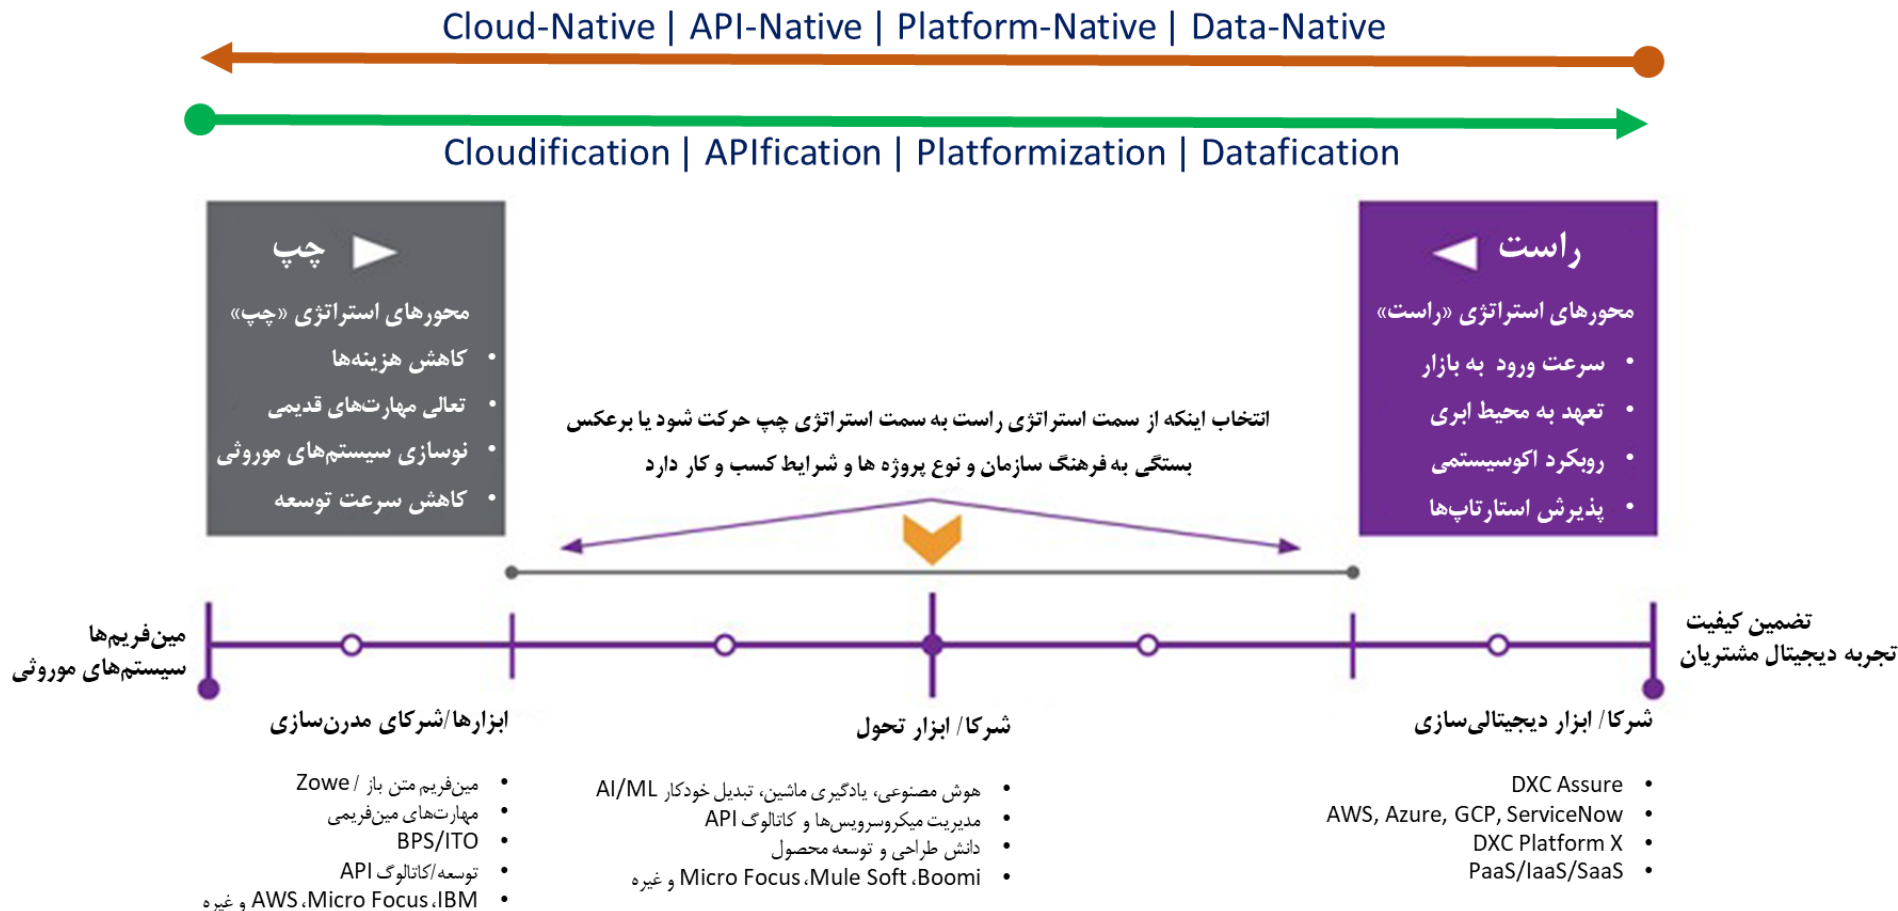 Cloud-Native | API-Native | Platform-Native | Data-Native
Cloudification | APIfication | Platformization | Datafication
راست
محورهای استراتژی «راست»
• سرعت ورود به بازار
• تعهد به محیط ابری
• رویکرد اکوسیستمی
• پذیرش استارتاپ‌ها
چپ
محورهای استراتژی «چپ»
• کاهش هزینه‌ها
• تعالی مهارت‌های قدیمی
• نوسازی سیستم‌های موروثی
• کاهش سرعت توسعه
انتخاب اینکه از سمت استراتژی راست به سمت استراتژی چپ حرکت شود یا برعکس
بستگی به فرهنگ سازمان و نوع پروژه ها و شرایط کسب و کار دارد
تضمین کیفیت
تجربه دیجیتال مشتریان
مین‌فریم‌ها
سیستم‌های موروثی
شرکا/ ابزار دیجیتالی‌سازی
• DXC Assure
• AWS, Azure, GCP, ServiceNow
• DXC Platform X
• PaaS/IaaS/SaaS
شرکا/ ابزار تحول
• هوش مصنوعی، یادگیری ماشین، تبدیل خودکار AI/ML
• مدیریت میکروسرویس‌ها و کاتالوگ API
• دانش طراحی و توسعه محصول
• Micro Focus ،Mule Soft ،Boomi و غیره
ابزارها/شرکای مدرن‌سازی
• مین‌فریم متن باز / Zowe
• مهارت‌های مین‌فریمی
• BPS/ITO
• توسعه/کاتالوگ API
• AWS ،Micro Focus ،IBM و غیره